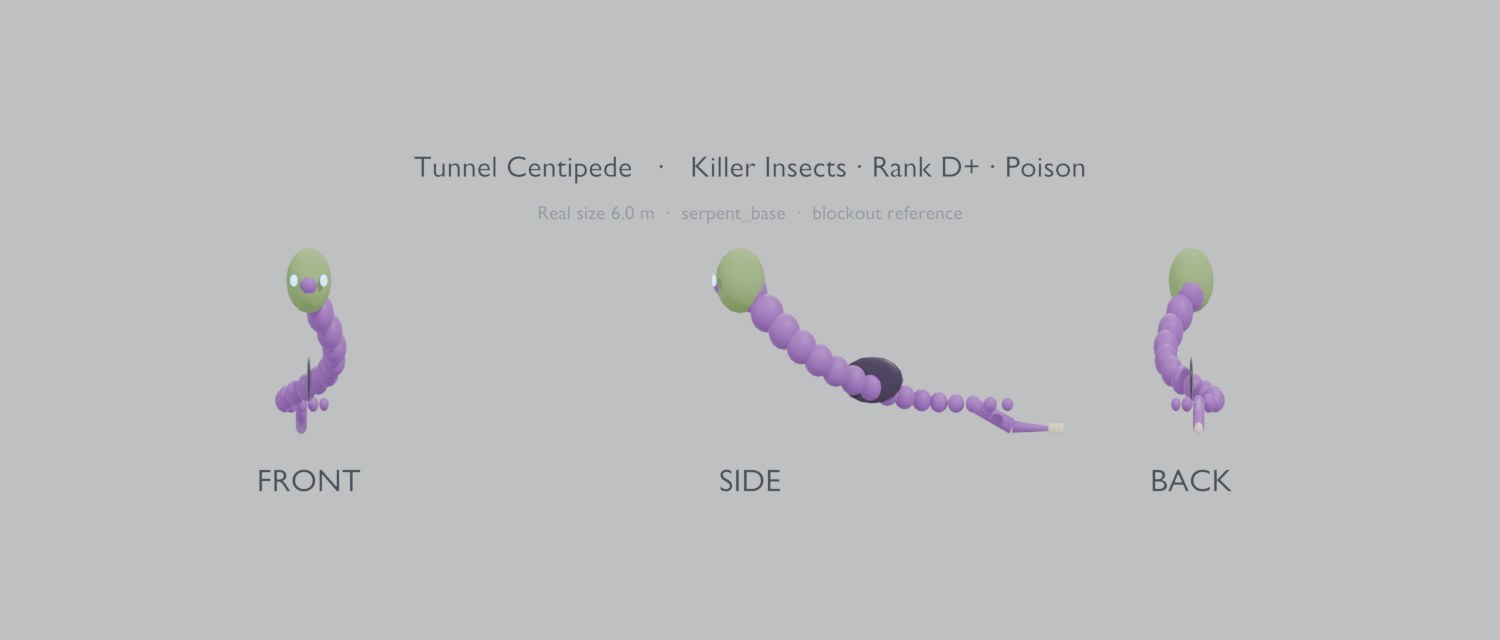 Tunnel Centipede · Killer Insects · Rank D+ · Poison
Real size 6.0 m · serpent_base · blockout reference
FRONT
SIDE
BACK